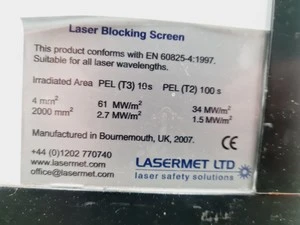 Laser Blocking Screen
This product conforms with EN 60825-4:1997.
Suitable for all laser wavelengths.
Irradiated Area PEL (T3) 10s PEL (T2) 100 s
4 mm² 61 MW/m² 34 MW/m²
2000 mm² 2.7 MW/m² 1.5 MW/m²
Manufactured in Bournemouth, UK, 2007. CE
+44 (0)1202 770740
www.lasermet.com LASERMET LTD
office@lasermet.com laser safety solutions